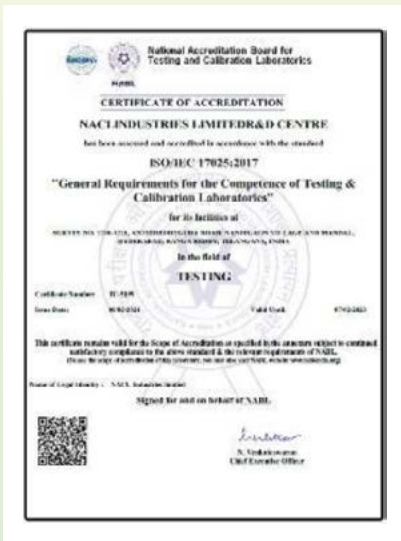 NABL
National Accreditation Board for
Testing and Calibration Laboratories
CERTIFICATE OF ACCREDITATION
NACL INDUSTRIES LIMITED R&D CENTRE
has been assessed and accredited in accordance with the standard
ISO/IEC 17025:2017
"General Requirements for the Competence of Testing &
Calibration Laboratories"
for its facilities at
INDIA
in the field of
TESTING
Certificate Number
Issue Date: Valid Until:
This certificate remains valid for the Scope of Accreditation as specified in the annexure subject to continued
satisfactory compliance to the above standard & the relevant requirements of NABL.
Name of Legal Identity :
Signed for and on behalf of NABL
N. Venkateswaran
Chief Executive Officer